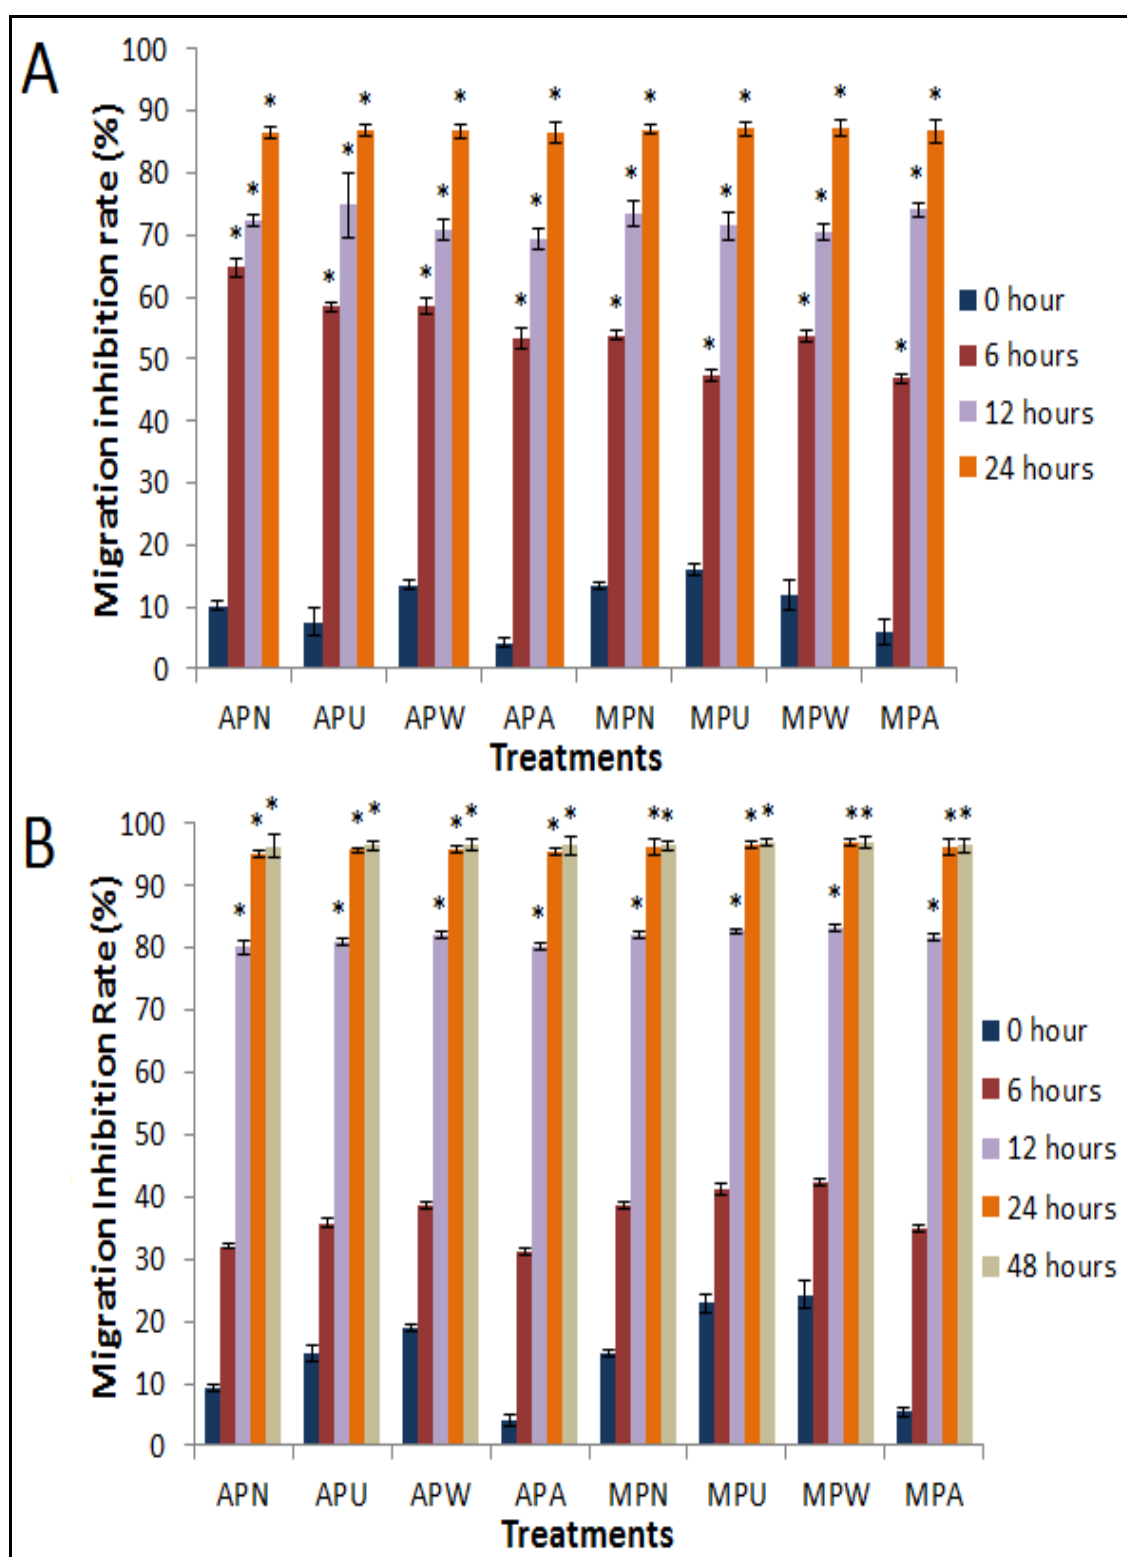 A
Migration inhibition rate (%)
100
90
80
70
60
50
40
30
20
10
0
* * * * * * * * * * * * * * * * * * * * * * * *
APN APU APW APA MPN MPU MPW MPA
Treatments
0 hour
6 hours
12 hours
24 hours
B
Migration Inhibition Rate (%)
100
90
80
70
60
50
40
30
20
10
0
* * * * * * * * * * * * * * * * * * * * * * * *
APN APU APW APA MPN MPU MPW MPA
Treatments
0 hour
6 hours
12 hours
24 hours
48 hours